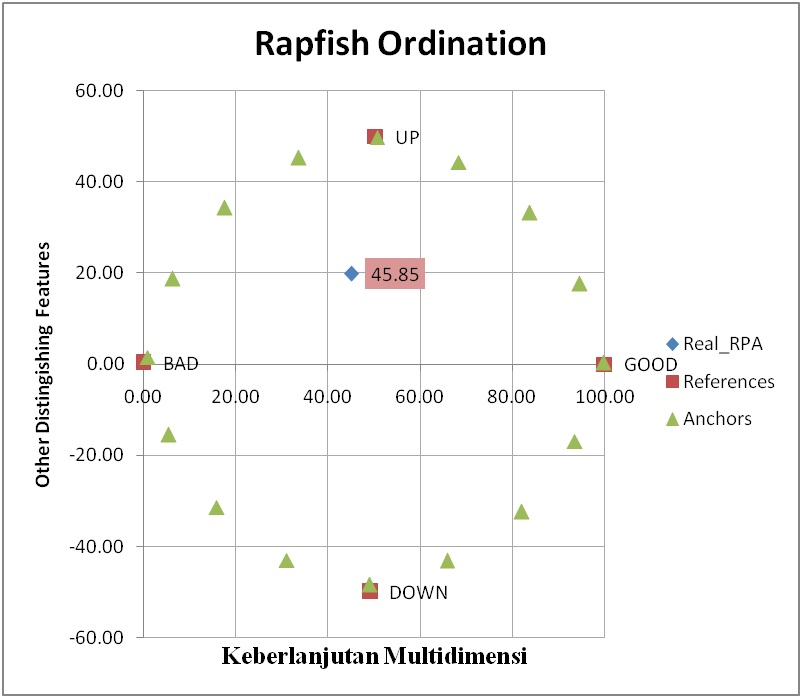 Rapfish Ordination
60.00
UP
40.00
20.00
45.85
Other Distingishing Features
Real_RPA
0.00
BAD
GOOD
References
0.00 20.00 40.00 60.00 80.00 100.00
Anchors
-20.00
-40.00
DOWN
-60.00
Keberlanjutan Multidimensi